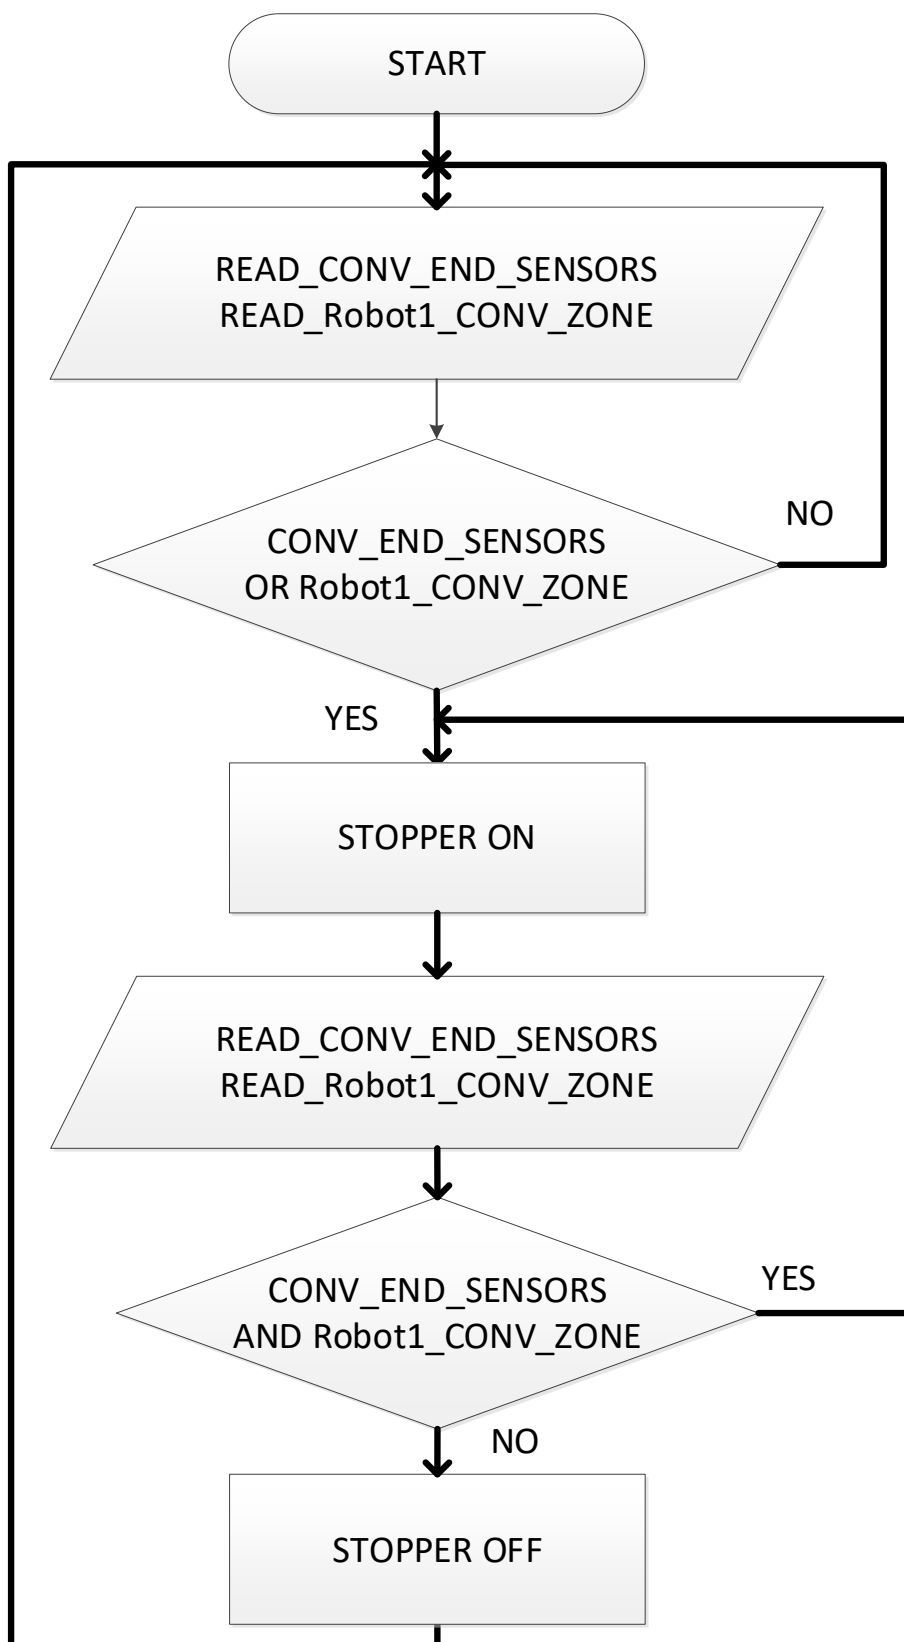 START
READ_CONV_END_SENSORS
READ_Robot1_CONV_ZONE
NO
CONV_END_SENSORS
OR Robot1_CONV_ZONE
YES
STOPPER ON
READ_CONV_END_SENSORS
READ_Robot1_CONV_ZONE
YES
CONV_END_SENSORS
AND Robot1_CONV_ZONE
NO
STOPPER OFF